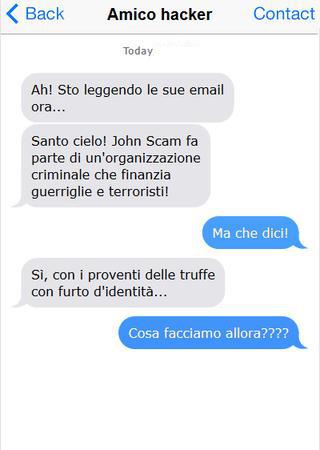 Back Amico hacker Contact
Today
Ah! Sto leggendo le sue email
ora...
Santo cielo! John Scam fa
parte di un'organizzazione
criminale che finanzia
guerriglie e terroristi!
Ma che dici!
Sì, con i proventi delle truffe
con furto d'identità...
Cosa facciamo allora????